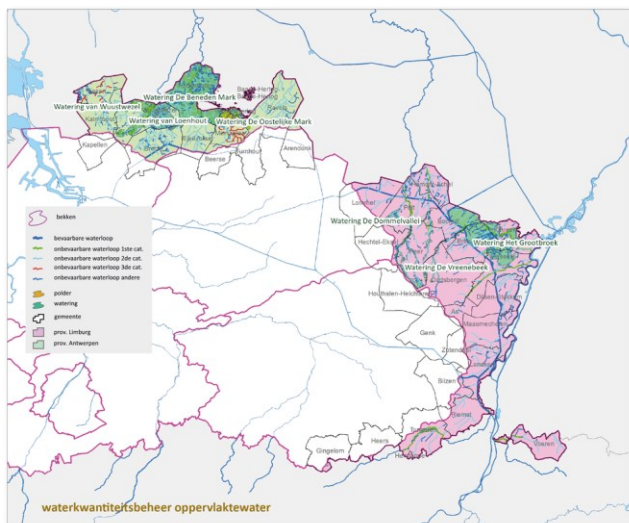 Watering De Beneden Mark
Watering van Wuustwezel
Watering van Loenhout
Watering De Oostelijke Mark
Kapellen
Beerse
Turnhout
Arendonk
Lommel
Watering De Dommelvallei
Watering Het Grootbroek
Hechtel-Eksel
Watering De Vreenebeek
Houthalen-Helchteren
Genk
Maasmechelen
Zutendaal
Lanaken
Bilzen
Riemst
Heers
Gingelom
Voeren
bekken
bevaarbare waterloop
onbevaarbare waterloop 1ste cat.
onbevaarbare waterloop 2de cat.
onbevaarbare waterloop 3de cat.
onbevaarbare waterloop andere
polder
watering
gemeente
prov. Limburg
prov. Antwerpen
waterkwantiteitsbeheer oppervlaktewater